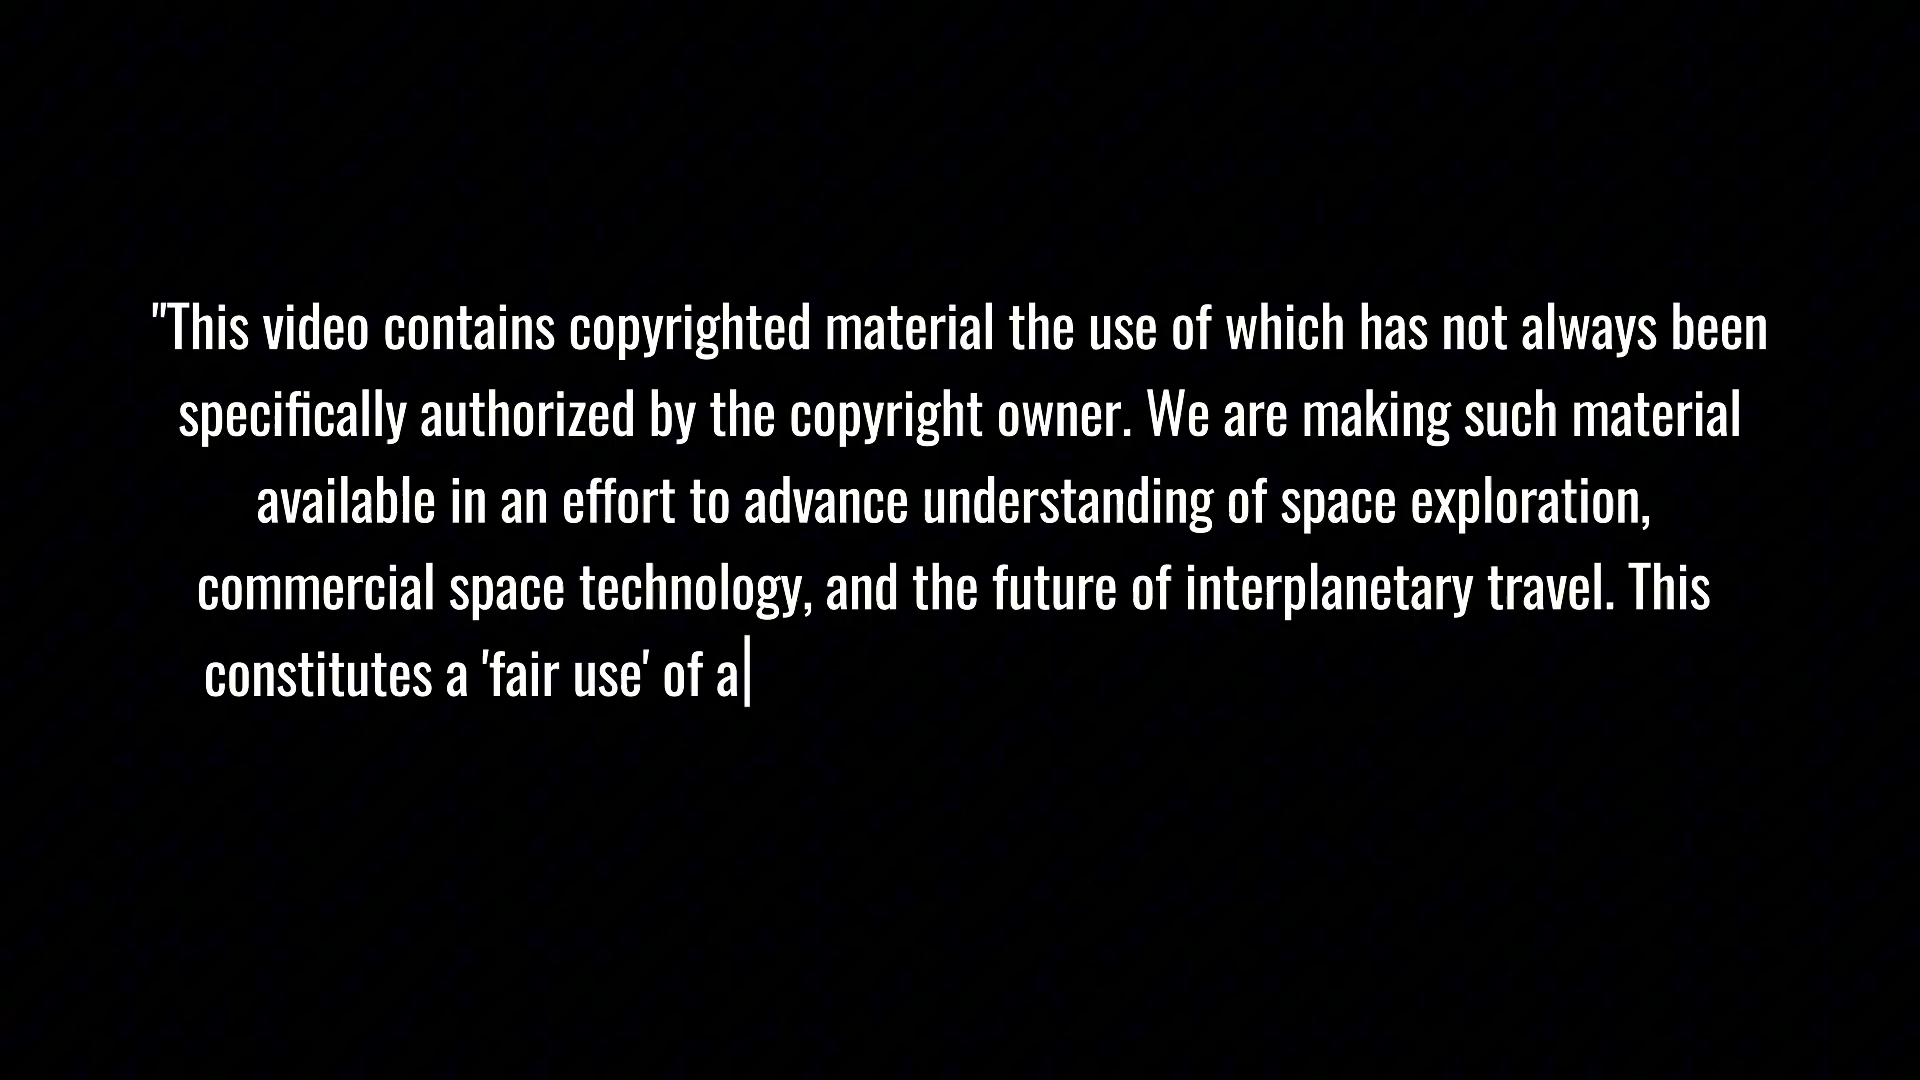 "This video contains copyrighted material the use of which has not always been
specifically authorized by the copyright owner. We are making such material
available in an effort to advance understanding of space exploration,
commercial space technology, and the future of interplanetary travel. This
constitutes a 'fair use' of a